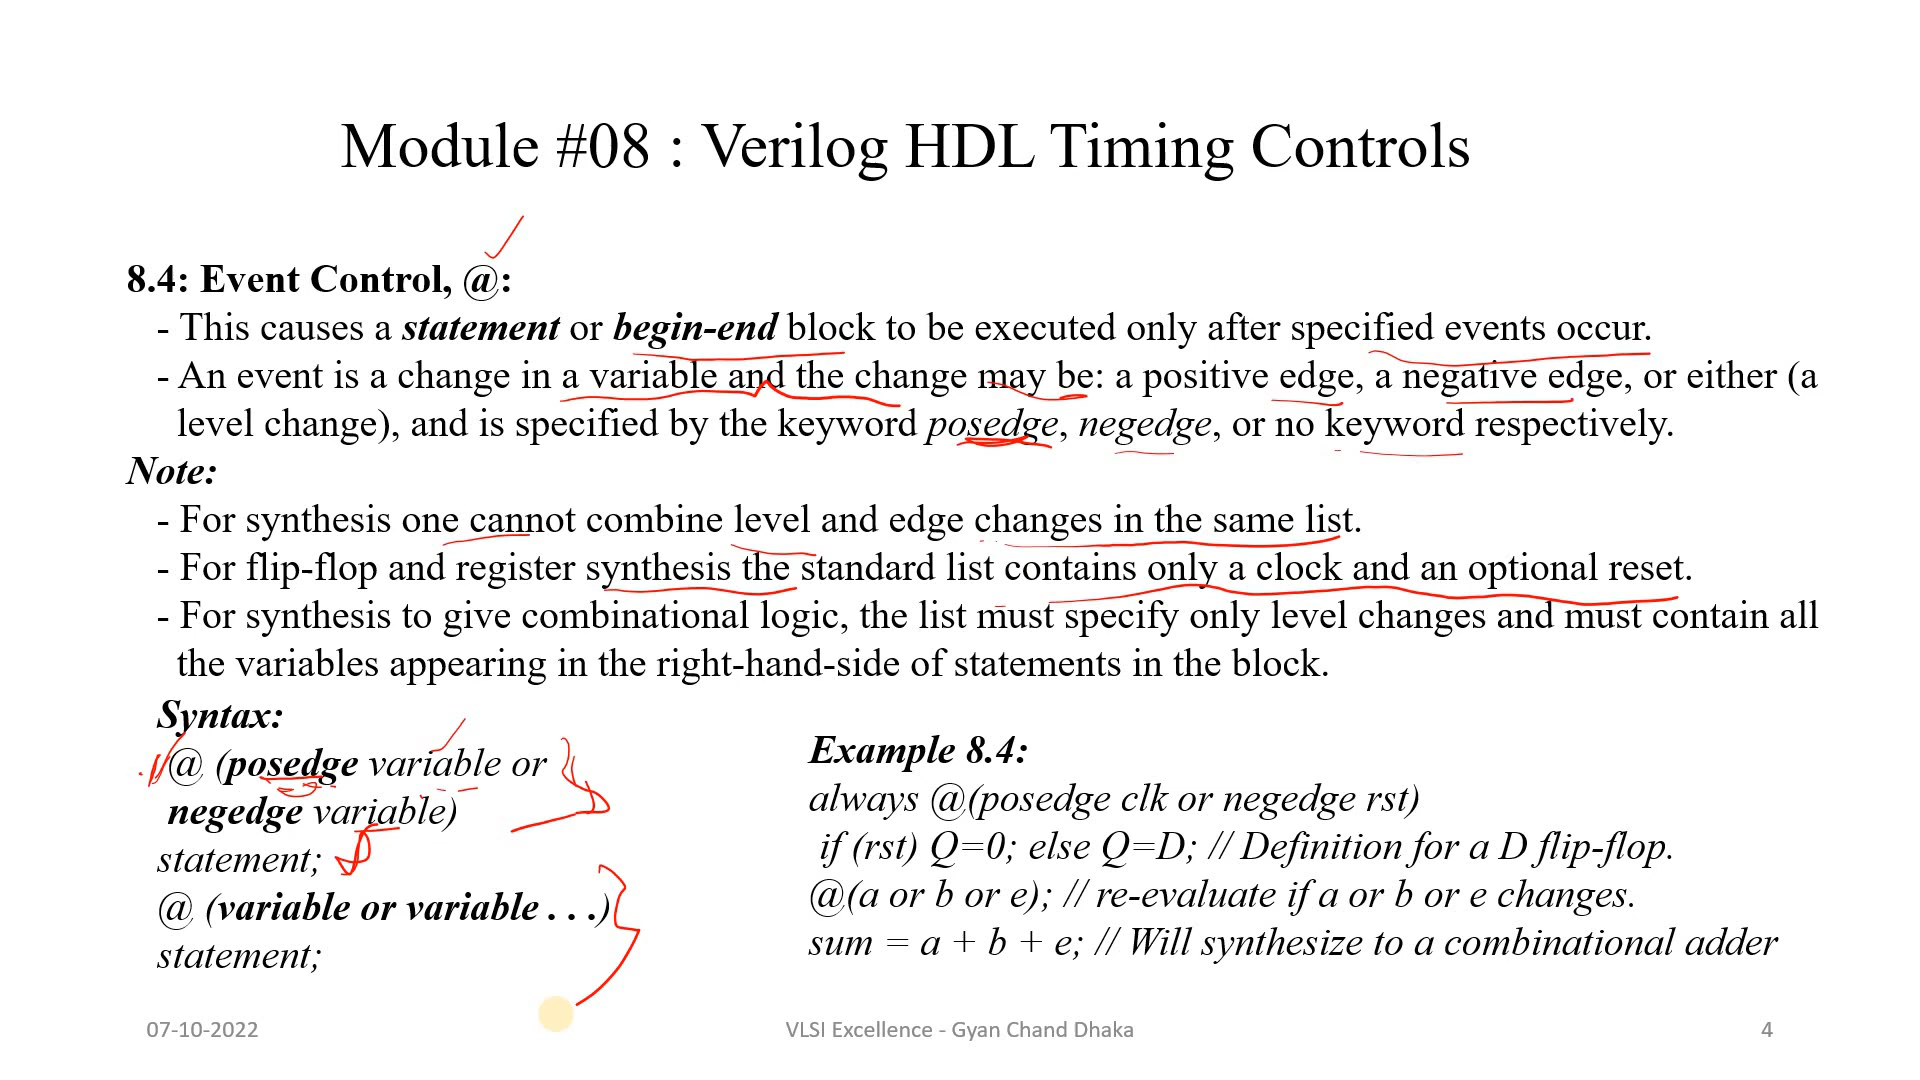 Module #08 : Verilog HDL Timing Controls
8.4: Event Control, @:
- This causes a statement or begin-end block to be executed only after specified events occur.
- An event is a change in a variable and the change may be: a positive edge, a negative edge, or either (a
level change), and is specified by the keyword posedge, negedge, or no keyword respectively.
Note:
- For synthesis one cannot combine level and edge changes in the same list.
- For flip-flop and register synthesis the standard list contains only a clock and an optional reset.
- For synthesis to give combinational logic, the list must specify only level changes and must contain all
the variables appearing in the right-hand-side of statements in the block.
Syntax:
@ (posedge variable or
negedge variable)
statement;
@ (variable or variable . . .)
statement;
Example 8.4:
always @(posedge clk or negedge rst)
if (rst) Q=0; else Q=D; // Definition for a D flip-flop.
@(a or b or e); // re-evaluate if a or b or e changes.
sum = a + b + e; // Will synthesize to a combinational adder
07-10-2022
VLSI Excellence - Gyan Chand Dhaka
4